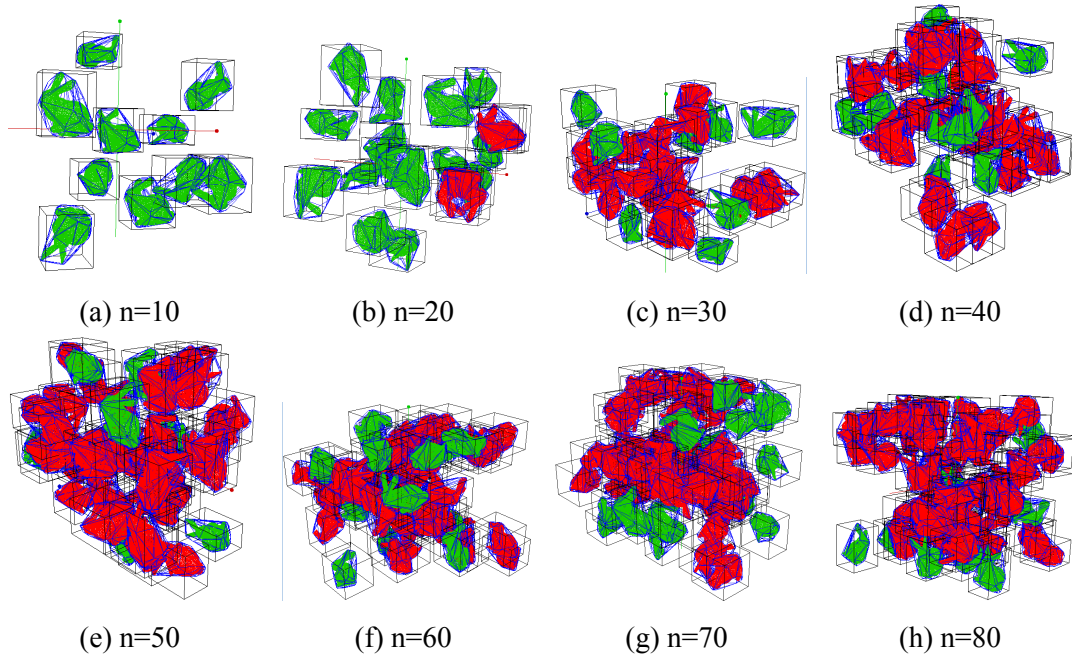 (a) n=10
(b) n=20
(c) n=30
(d) n=40
(e) n=50
(f) n=60
(g) n=70
(h) n=80